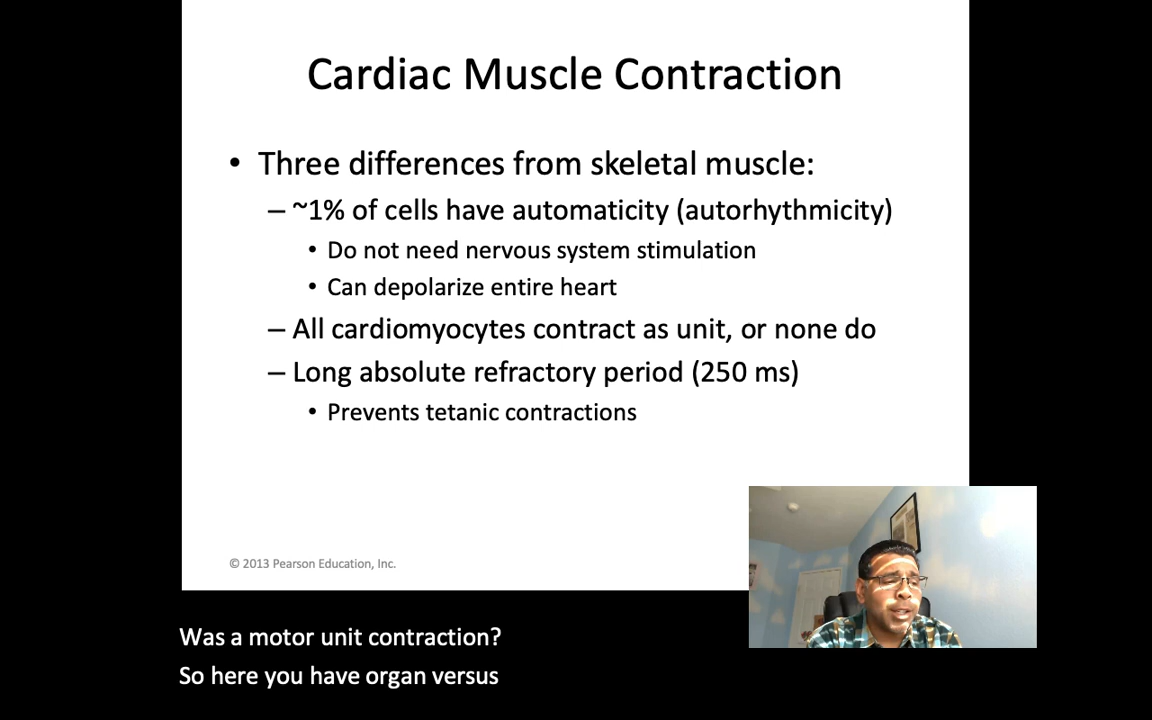 Cardiac Muscle Contraction
• Three differences from skeletal muscle:
– ~1% of cells have automaticity (autorhythmicity)
• Do not need nervous system stimulation
• Can depolarize entire heart
– All cardiomyocytes contract as unit, or none do
– Long absolute refractory period (250 ms)
• Prevents tetanic contractions
© 2013 Pearson Education, Inc.
Was a motor unit contraction?
So here you have organ versus